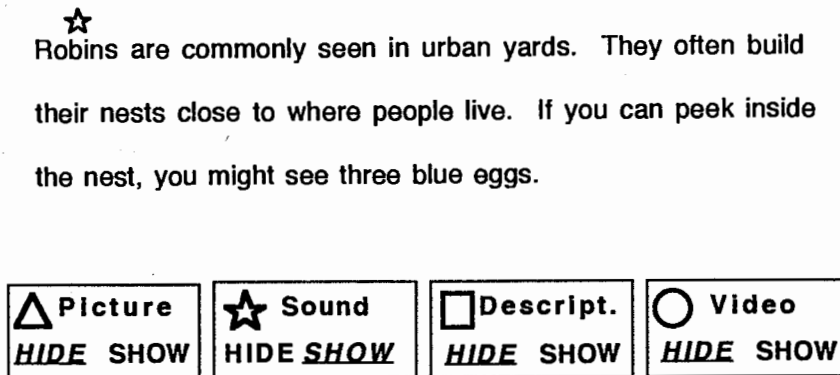 Robins are commonly seen in urban yards. They often build
their nests close to where people live. If you can peek inside
the nest, you might see three blue eggs.
Picture
HIDE SHOW
Sound
HIDE SHOW
Descript.
HIDE SHOW
Video
HIDE SHOW